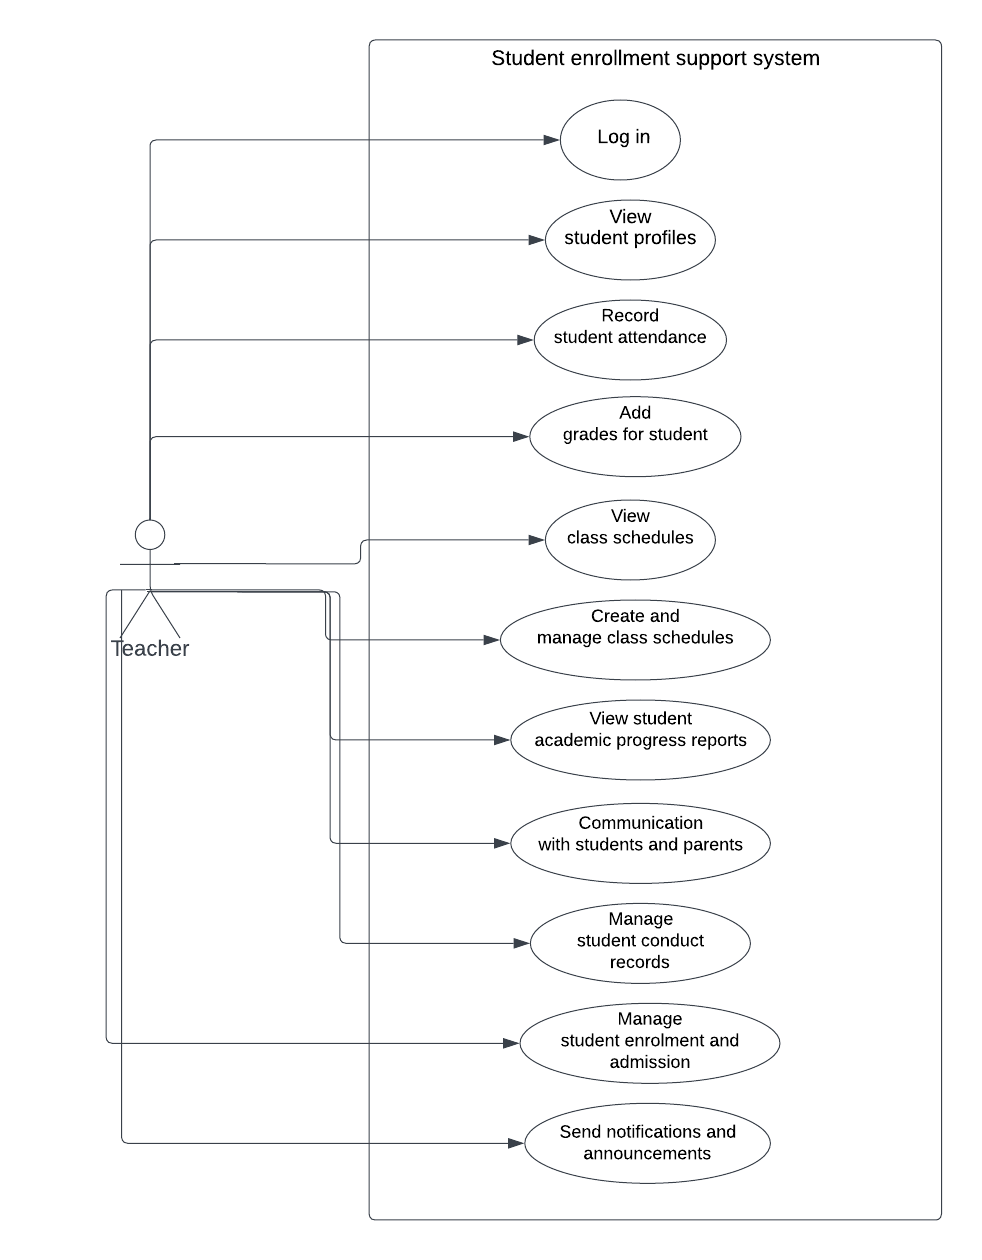 Student enrollment support system
Log in
View
student profiles
Record
student attendance
Add
grades for student
View
class schedules
Create and
manage class schedules
Teacher
View student
academic progress reports
Communication
with students and parents
Manage
student conduct
records
Manage
student enrolment and
admission
Send notifications and
announcements